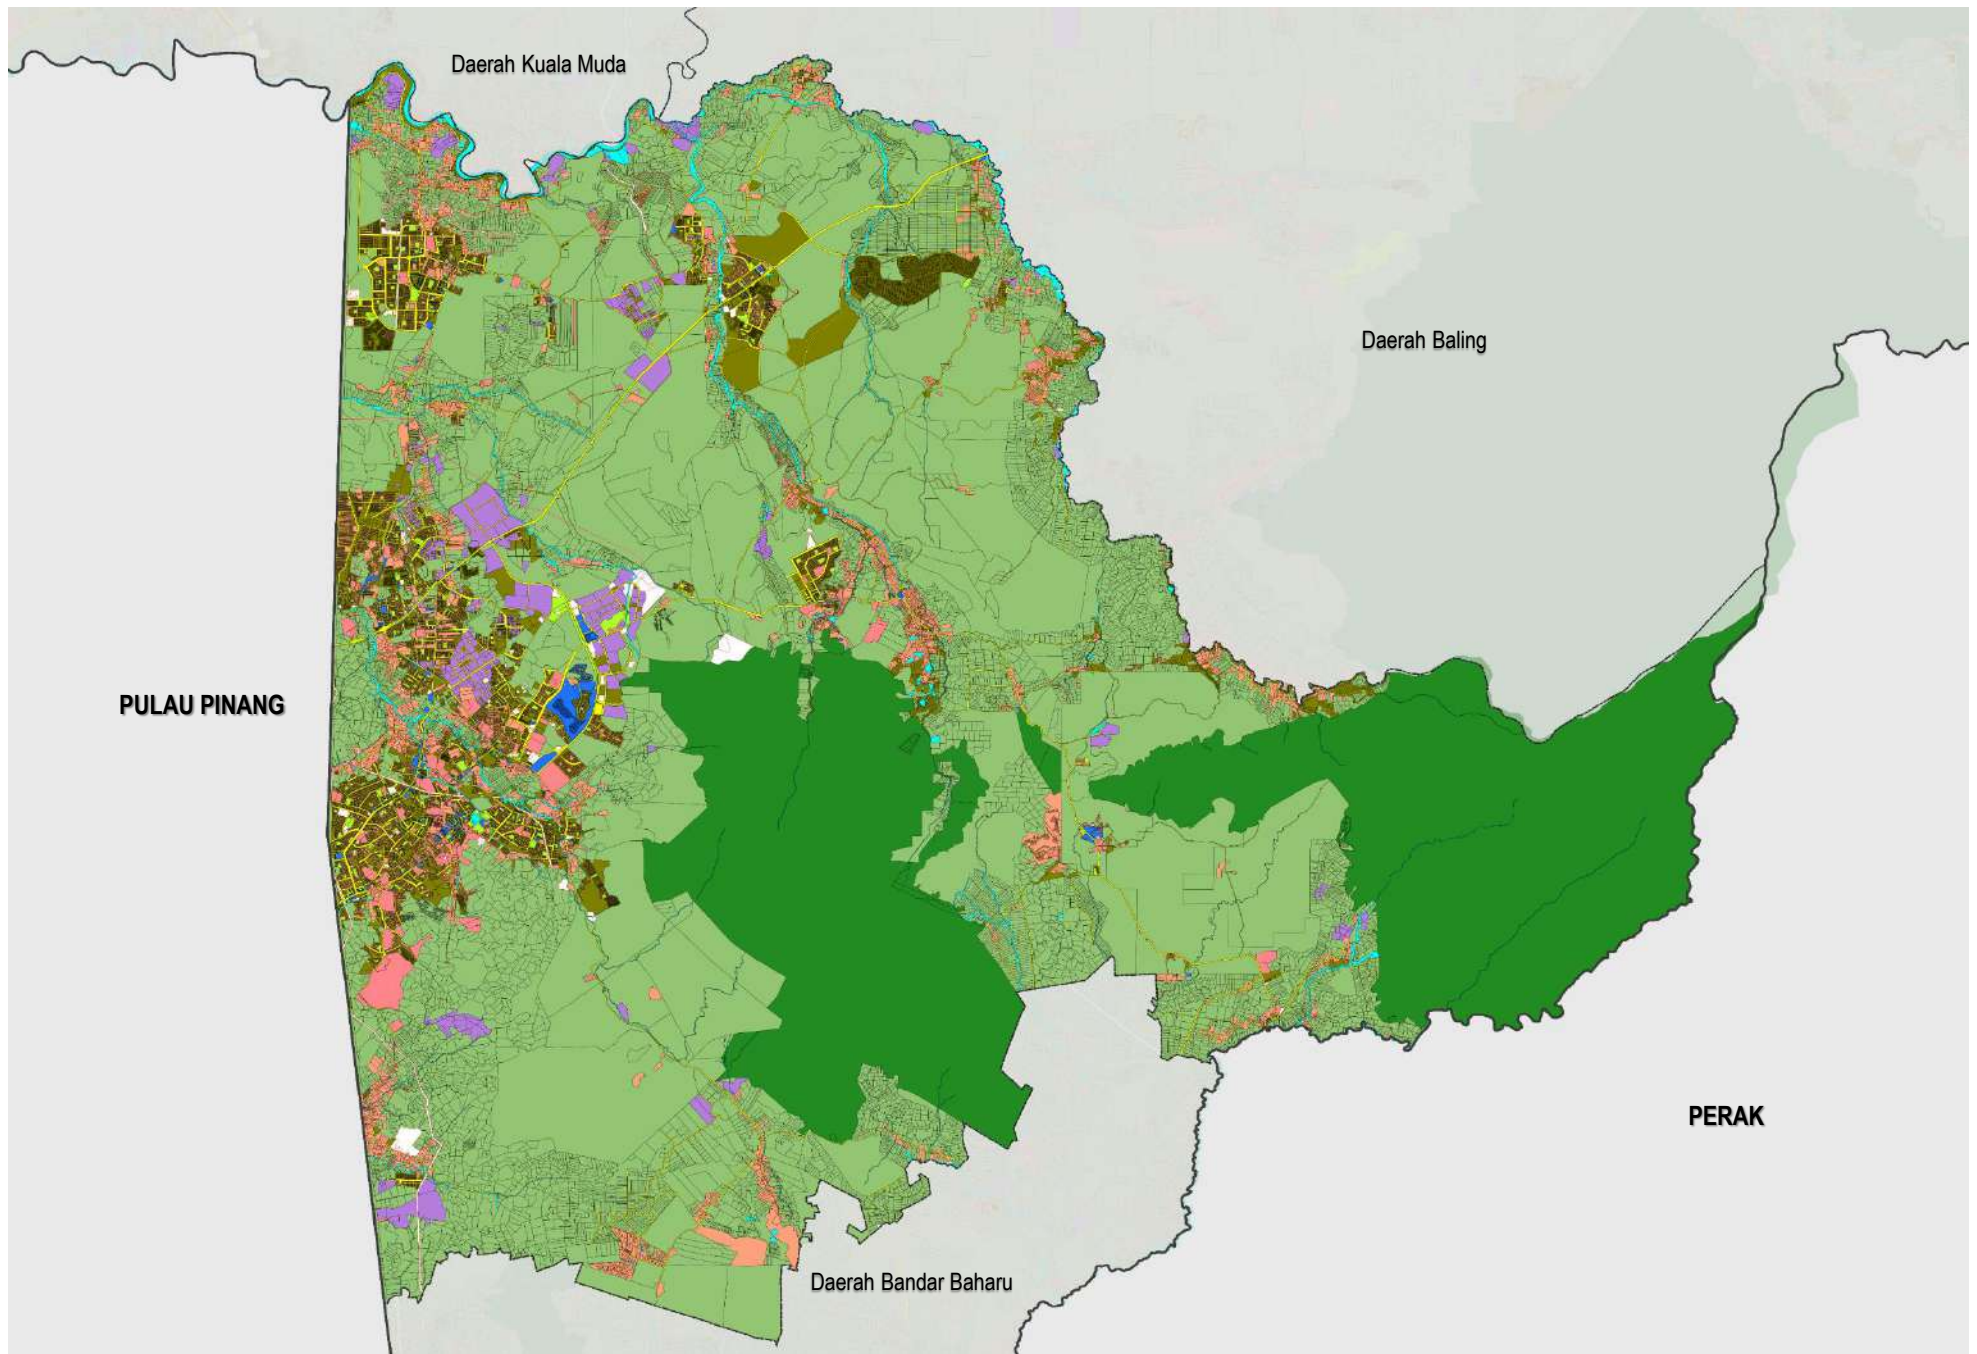 Daerah Kuala Muda
Daerah Baling
PULAU PINANG
PERAK
Daerah Bandar Baharu